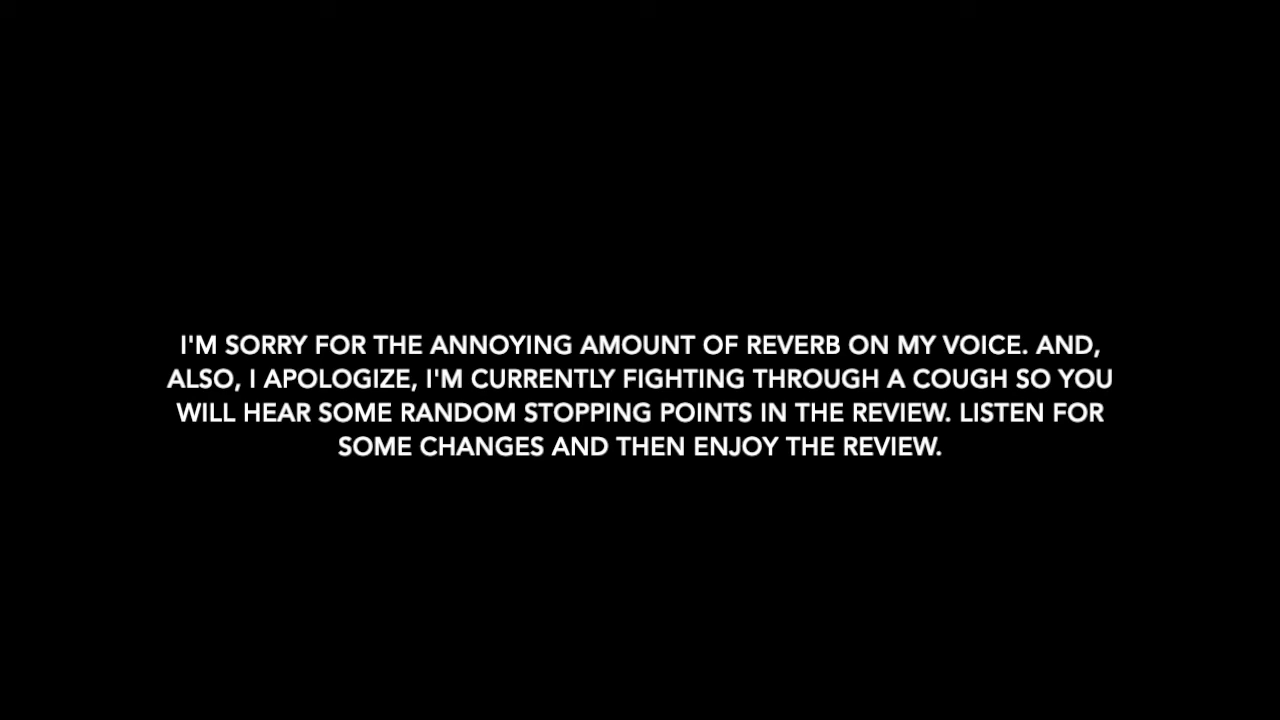 I'M SORRY FOR THE ANNOYING AMOUNT OF REVERB ON MY VOICE. AND,
ALSO, I APOLOGIZE, I'M CURRENTLY FIGHTING THROUGH A COUGH SO YOU
WILL HEAR SOME RANDOM STOPPING POINTS IN THE REVIEW. LISTEN FOR
SOME CHANGES AND THEN ENJOY THE REVIEW.